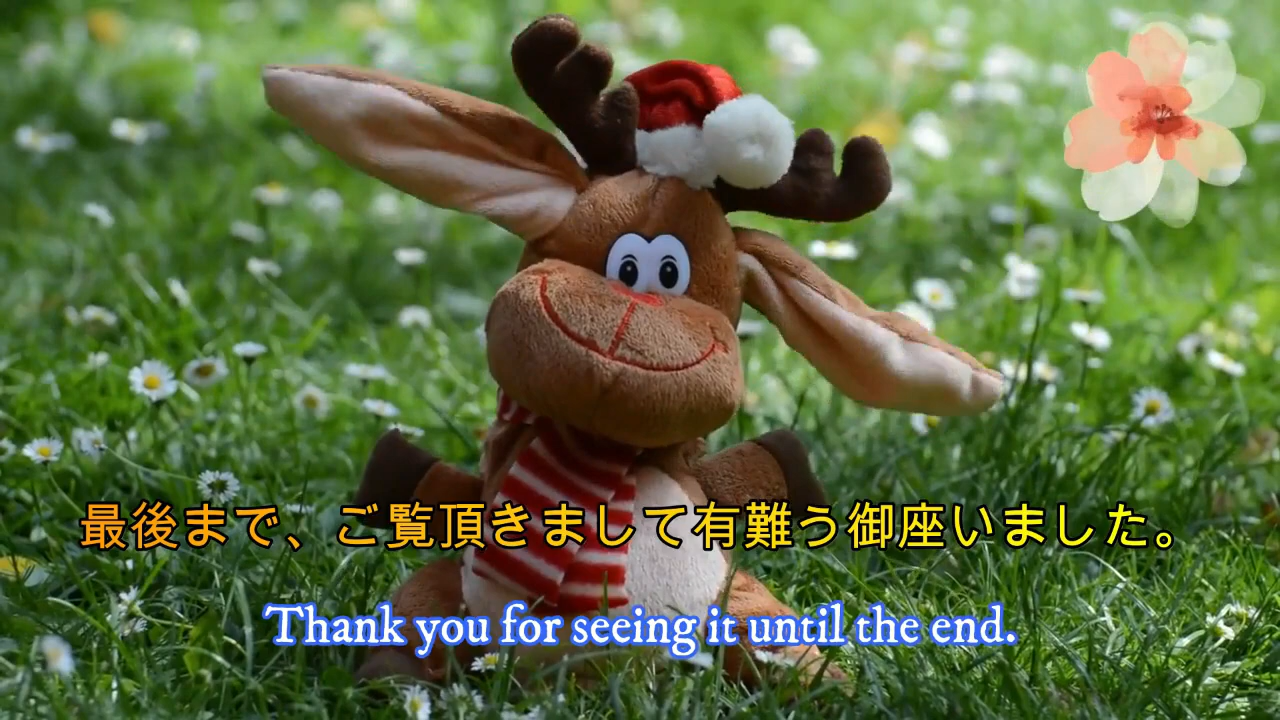 最後まで、ご覧頂きまして有難う御座いました。
Thank you for seeing it until the end.